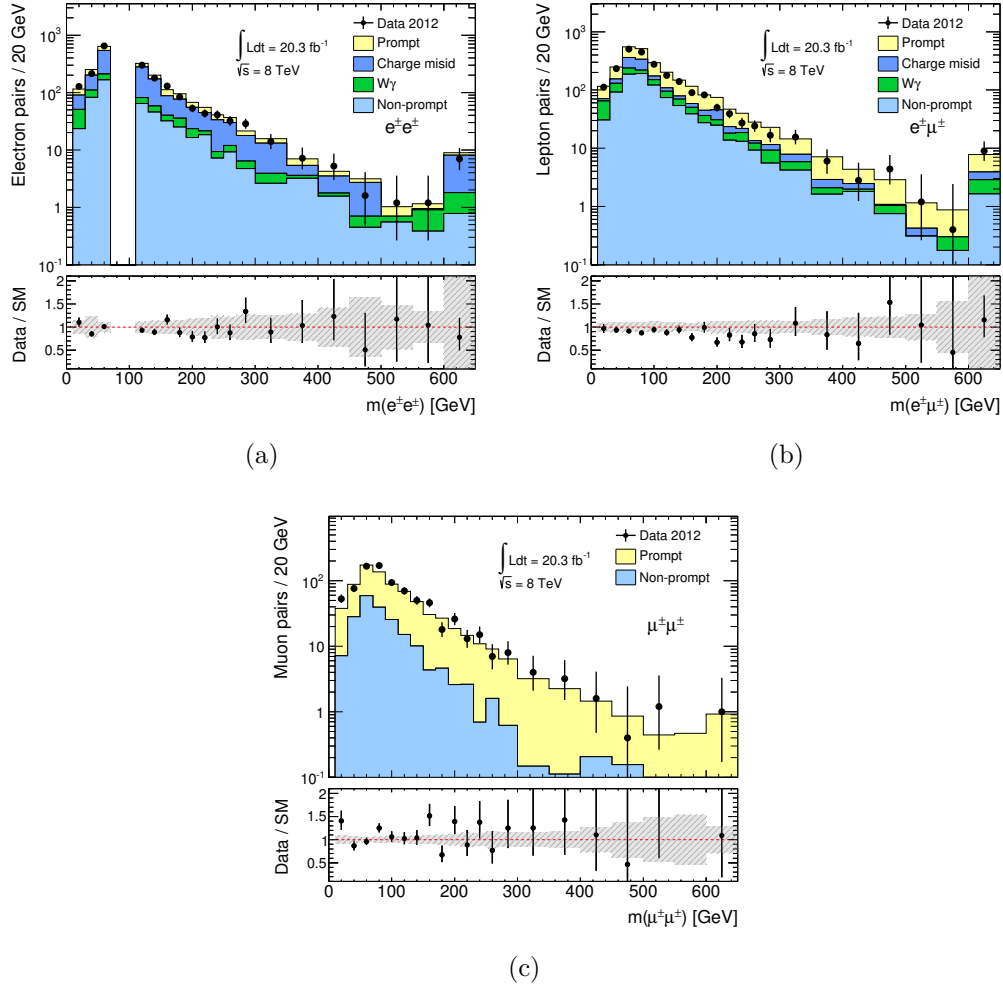 Electron pairs / 20 GeV
10³
10²
10
1
10⁻¹
Data 2012
Prompt
Charge misid
Wγ
Non-prompt
∫ Ldt = 20.3 fb⁻¹
√s = 8 TeV
e±e±
Data / SM
2
1.5
1
0.5
0 100 200 300 400 500 600
m(e±e±) [GeV]
(a)
Lepton pairs / 20 GeV
10³
10²
10
1
10⁻¹
Data 2012
Prompt
Charge misid
Wγ
Non-prompt
∫ Ldt = 20.3 fb⁻¹
√s = 8 TeV
e±μ±
Data / SM
2
1.5
1
0.5
0 100 200 300 400 500 600
m(e±μ±) [GeV]
(b)
Muon pairs / 20 GeV
10²
10
1
10⁻¹
Data 2012
Prompt
Non-prompt
∫ Ldt = 20.3 fb⁻¹
√s = 8 TeV
μ±μ±
Data / SM
2
1.5
1
0.5
0 100 200 300 400 500 600
m(μ±μ±) [GeV]
(c)